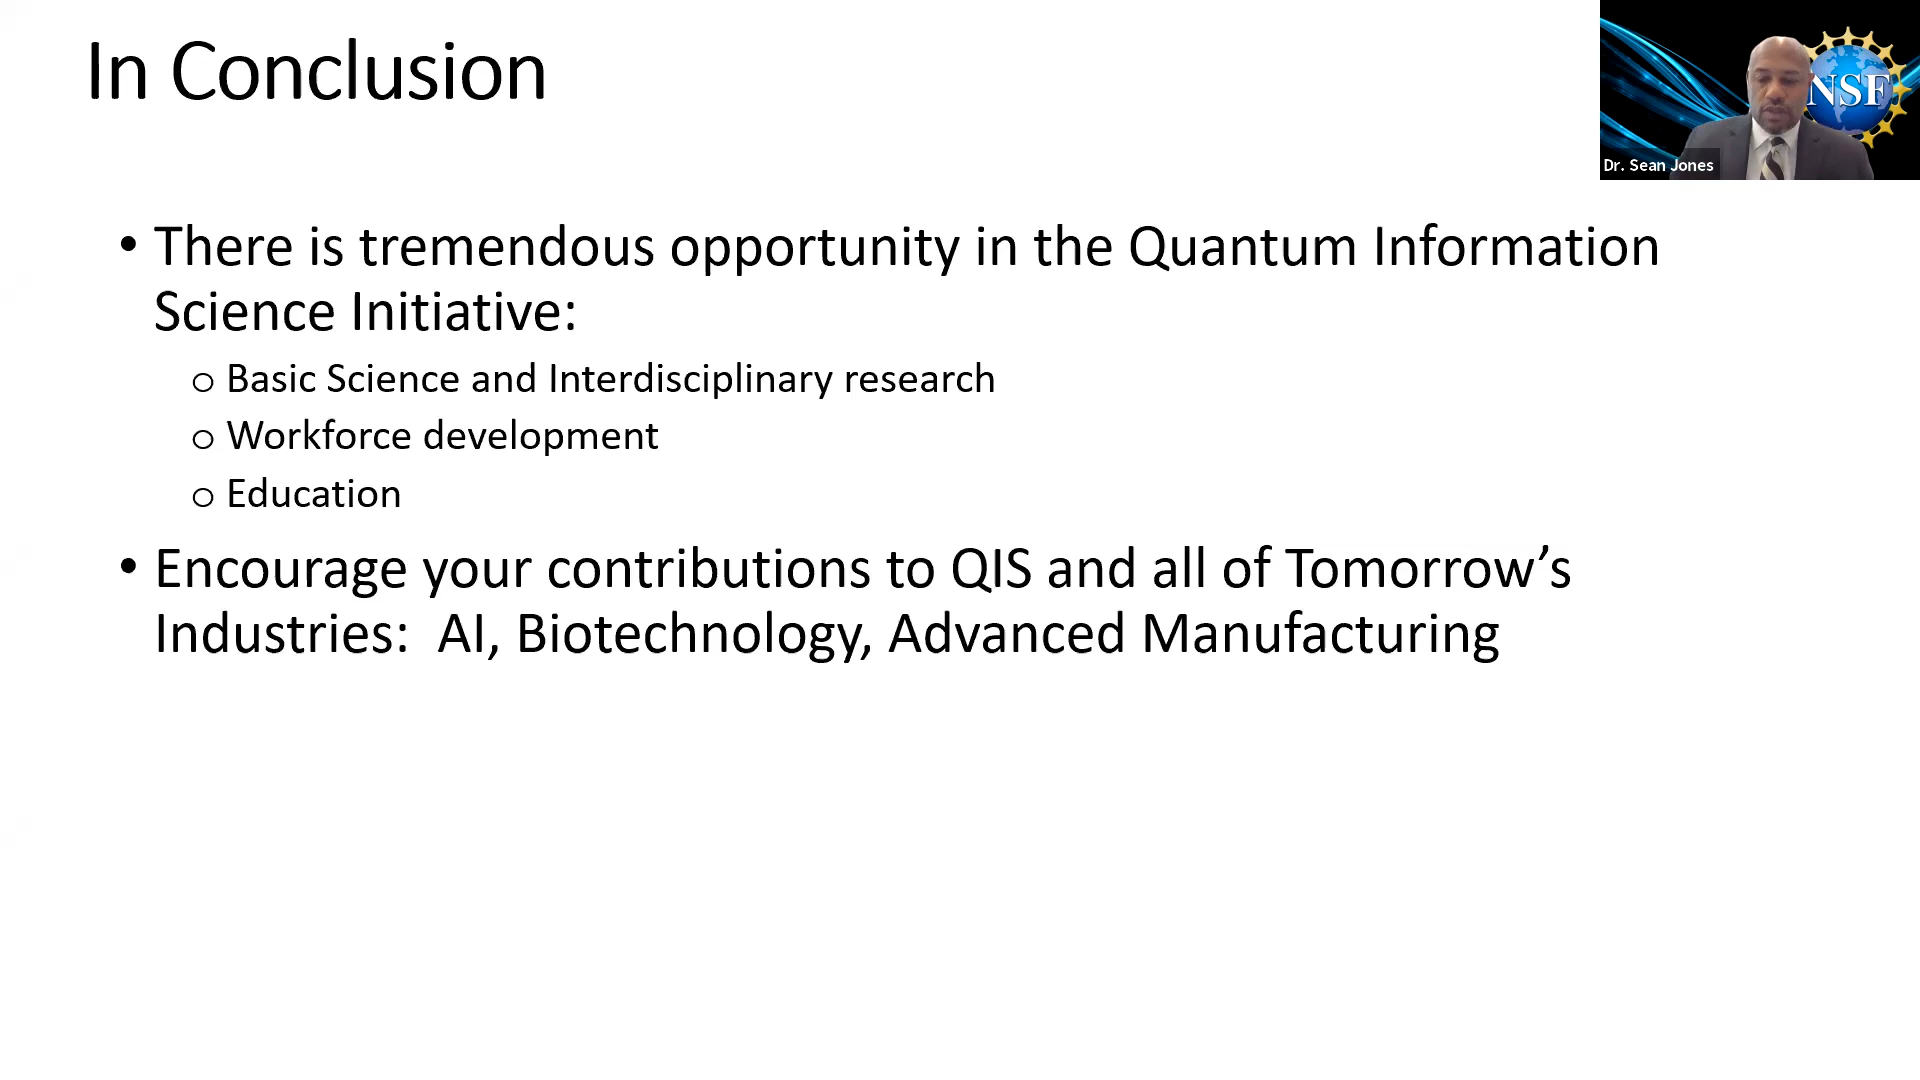 In Conclusion
NSF
Dr. Sean Jones
• There is tremendous opportunity in the Quantum Information
Science Initiative:
o Basic Science and Interdisciplinary research
o Workforce development
o Education
• Encourage your contributions to QIS and all of Tomorrow’s
Industries:  AI, Biotechnology, Advanced Manufacturing